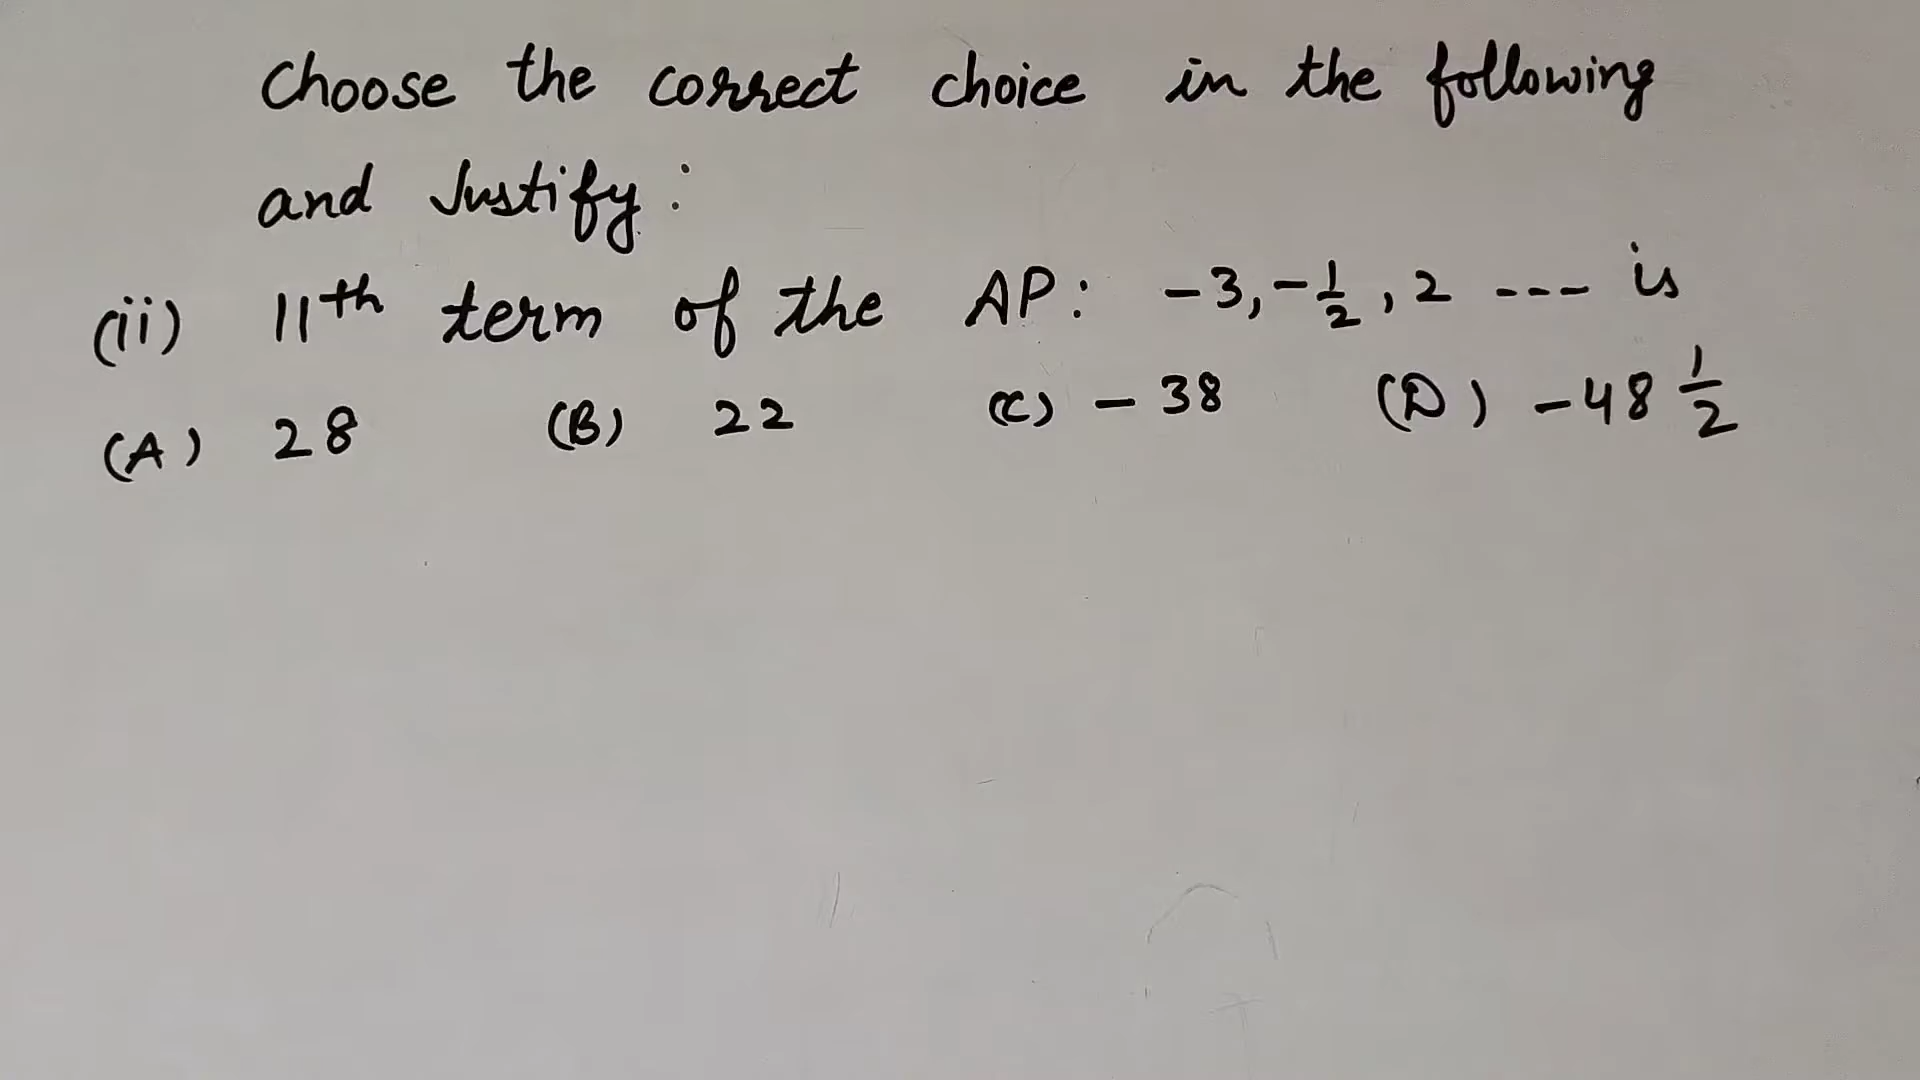 Choose the correct choice in the following
and Justify :
(ii) 11th term of the AP: -3, -1/2, 2 --- is
(A) 28 (B) 22 (C) - 38 (D) - 48 1/2